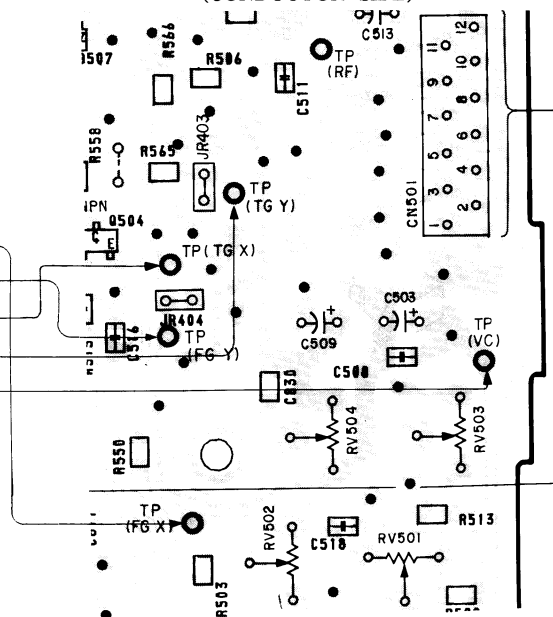 C513
R566
12
11
TP
(RF)
R506
10
9
C511
8
7
JR403
R558
6
5
R565
4
3
TP
(TG Y)
CN501
2
1
Q504
E
TP(TG X)
C503
JR404
TP
(VC)
C516
TP
(FG Y)
C509
C508
C830
RV504
RV503
R550
TP
(FG X)
RV502
R513
C518
RV501
R503